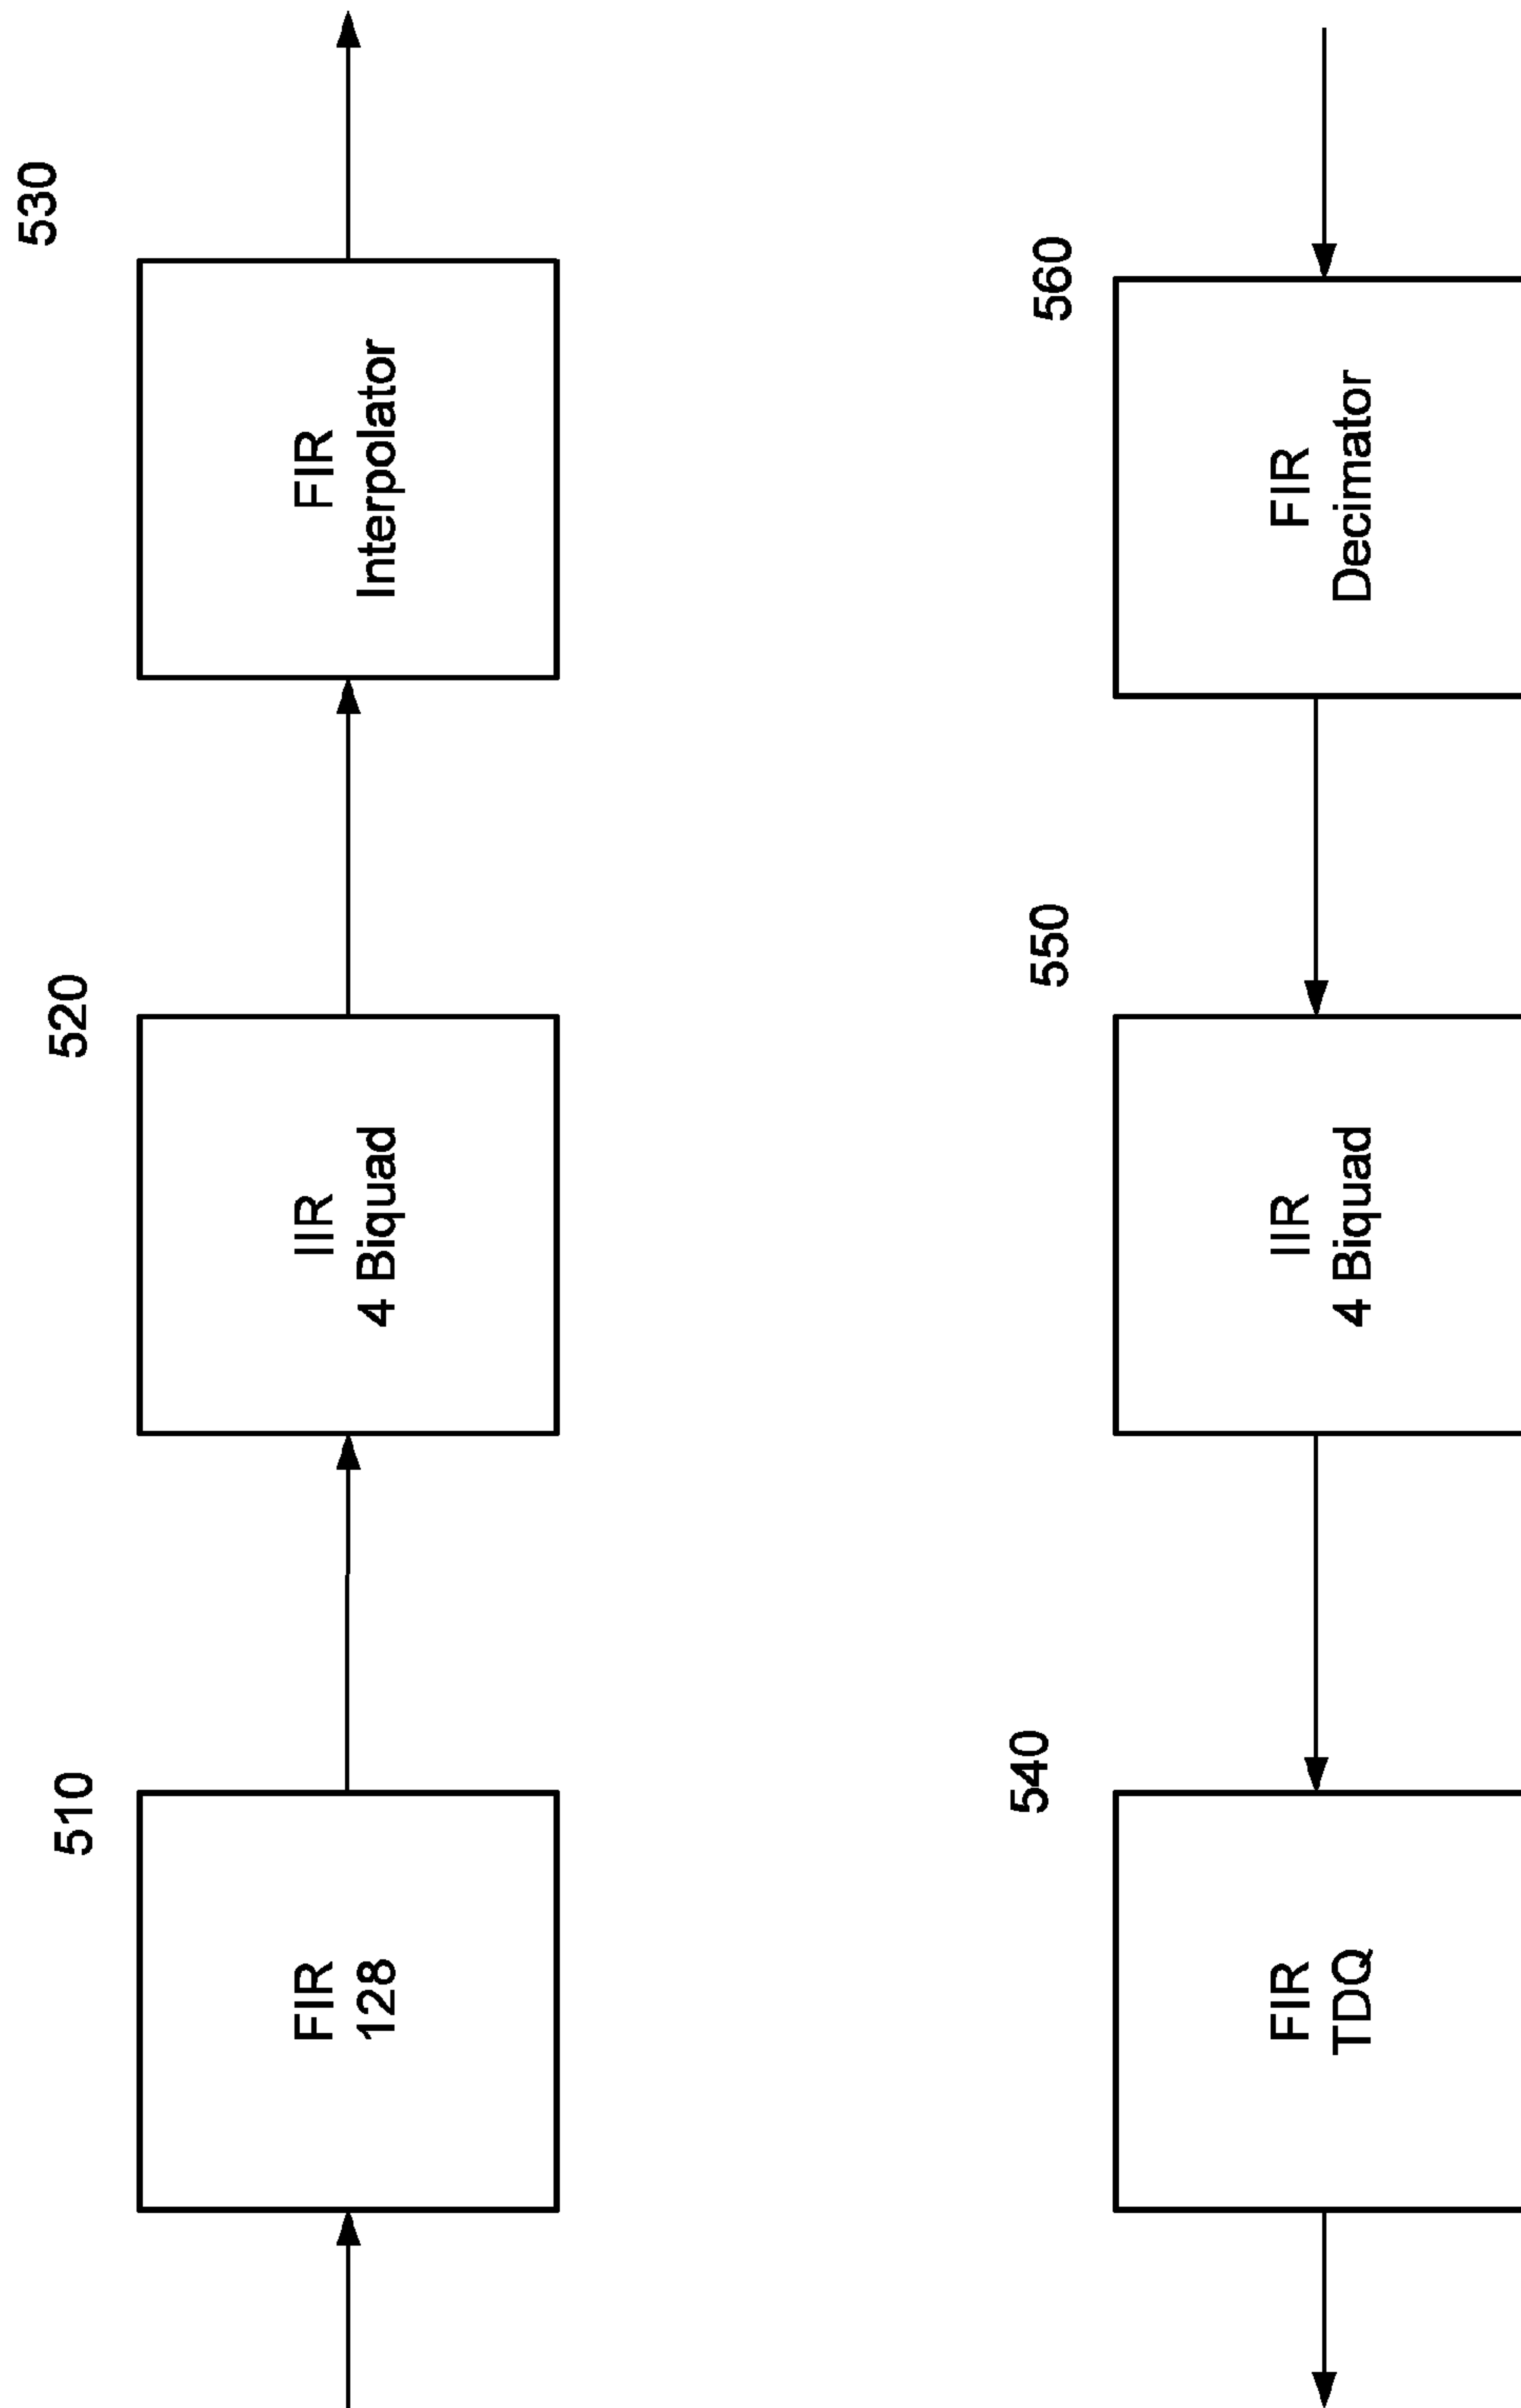 510
FIR
128
520
IIR
4 Biquad
530
FIR
Interpolator
540
FIR
TDQ
550
IIR
4 Biquad
560
FIR
Decimator